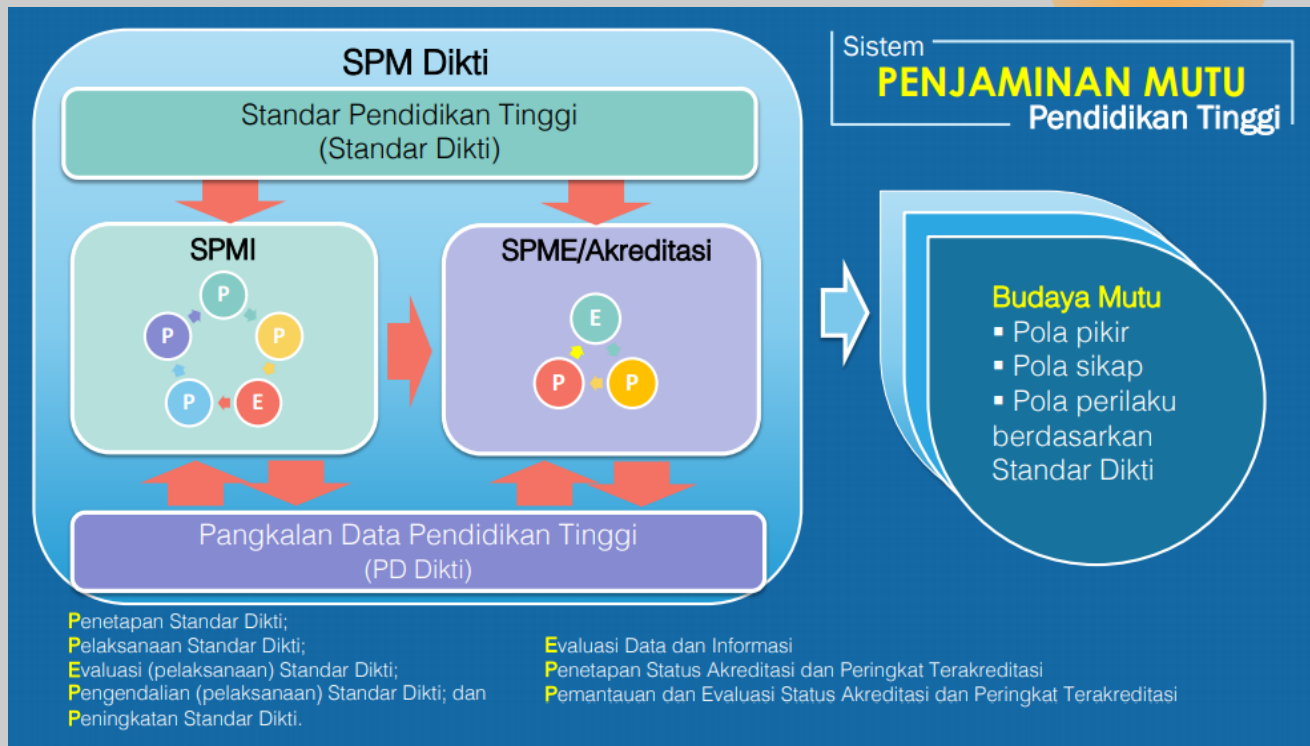 SPM Dikti
Standar Pendidikan Tinggi
(Standar Dikti)
SPMI
P
P
E
P
P
SPME/Akreditasi
E
P
P
Pangkalan Data Pendidikan Tinggi
(PD Dikti)
Sistem
PENJAMINAN MUTU
Pendidikan Tinggi
Budaya Mutu
▪ Pola pikir
▪ Pola sikap
▪ Pola perilaku
berdasarkan
Standar Dikti
Penetapan Standar Dikti;
Pelaksanaan Standar Dikti;
Evaluasi (pelaksanaan) Standar Dikti;
Pengendalian (pelaksanaan) Standar Dikti; dan
Peningkatan Standar Dikti.
Evaluasi Data dan Informasi
Penetapan Status Akreditasi dan Peringkat Terakreditasi
Pemantauan dan Evaluasi Status Akreditasi dan Peringkat Terakreditasi